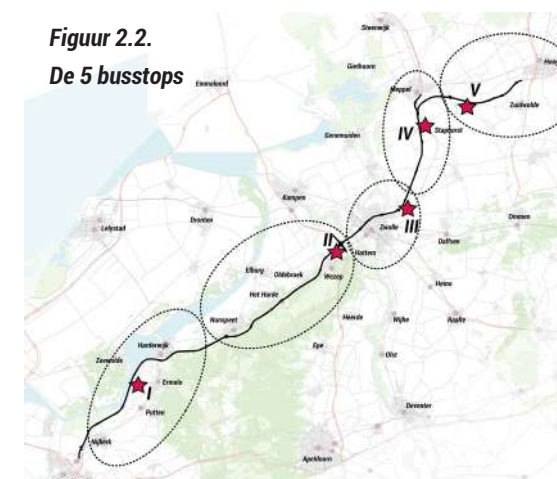 Figuur 2.2.
De 5 busstops
Steenwijk
Giethoorn
Emmeloord
Meppel
V
Zuidwolde
IV
Staphorst
Genemuiden
Kampen
III
Ommen
Dronten
Zwolle
Lelystad
II
Hattem
Dalfsen
Elburg
Oldebroek
Wezep
Het Harde
Heino
Nunspeet
Heerde
Wijhe
Raalte
Harderwijk
Epe
Zeewolde
Olst
Ermelo
I
Putten
Deventer
Nijkerk
Apeldoorn